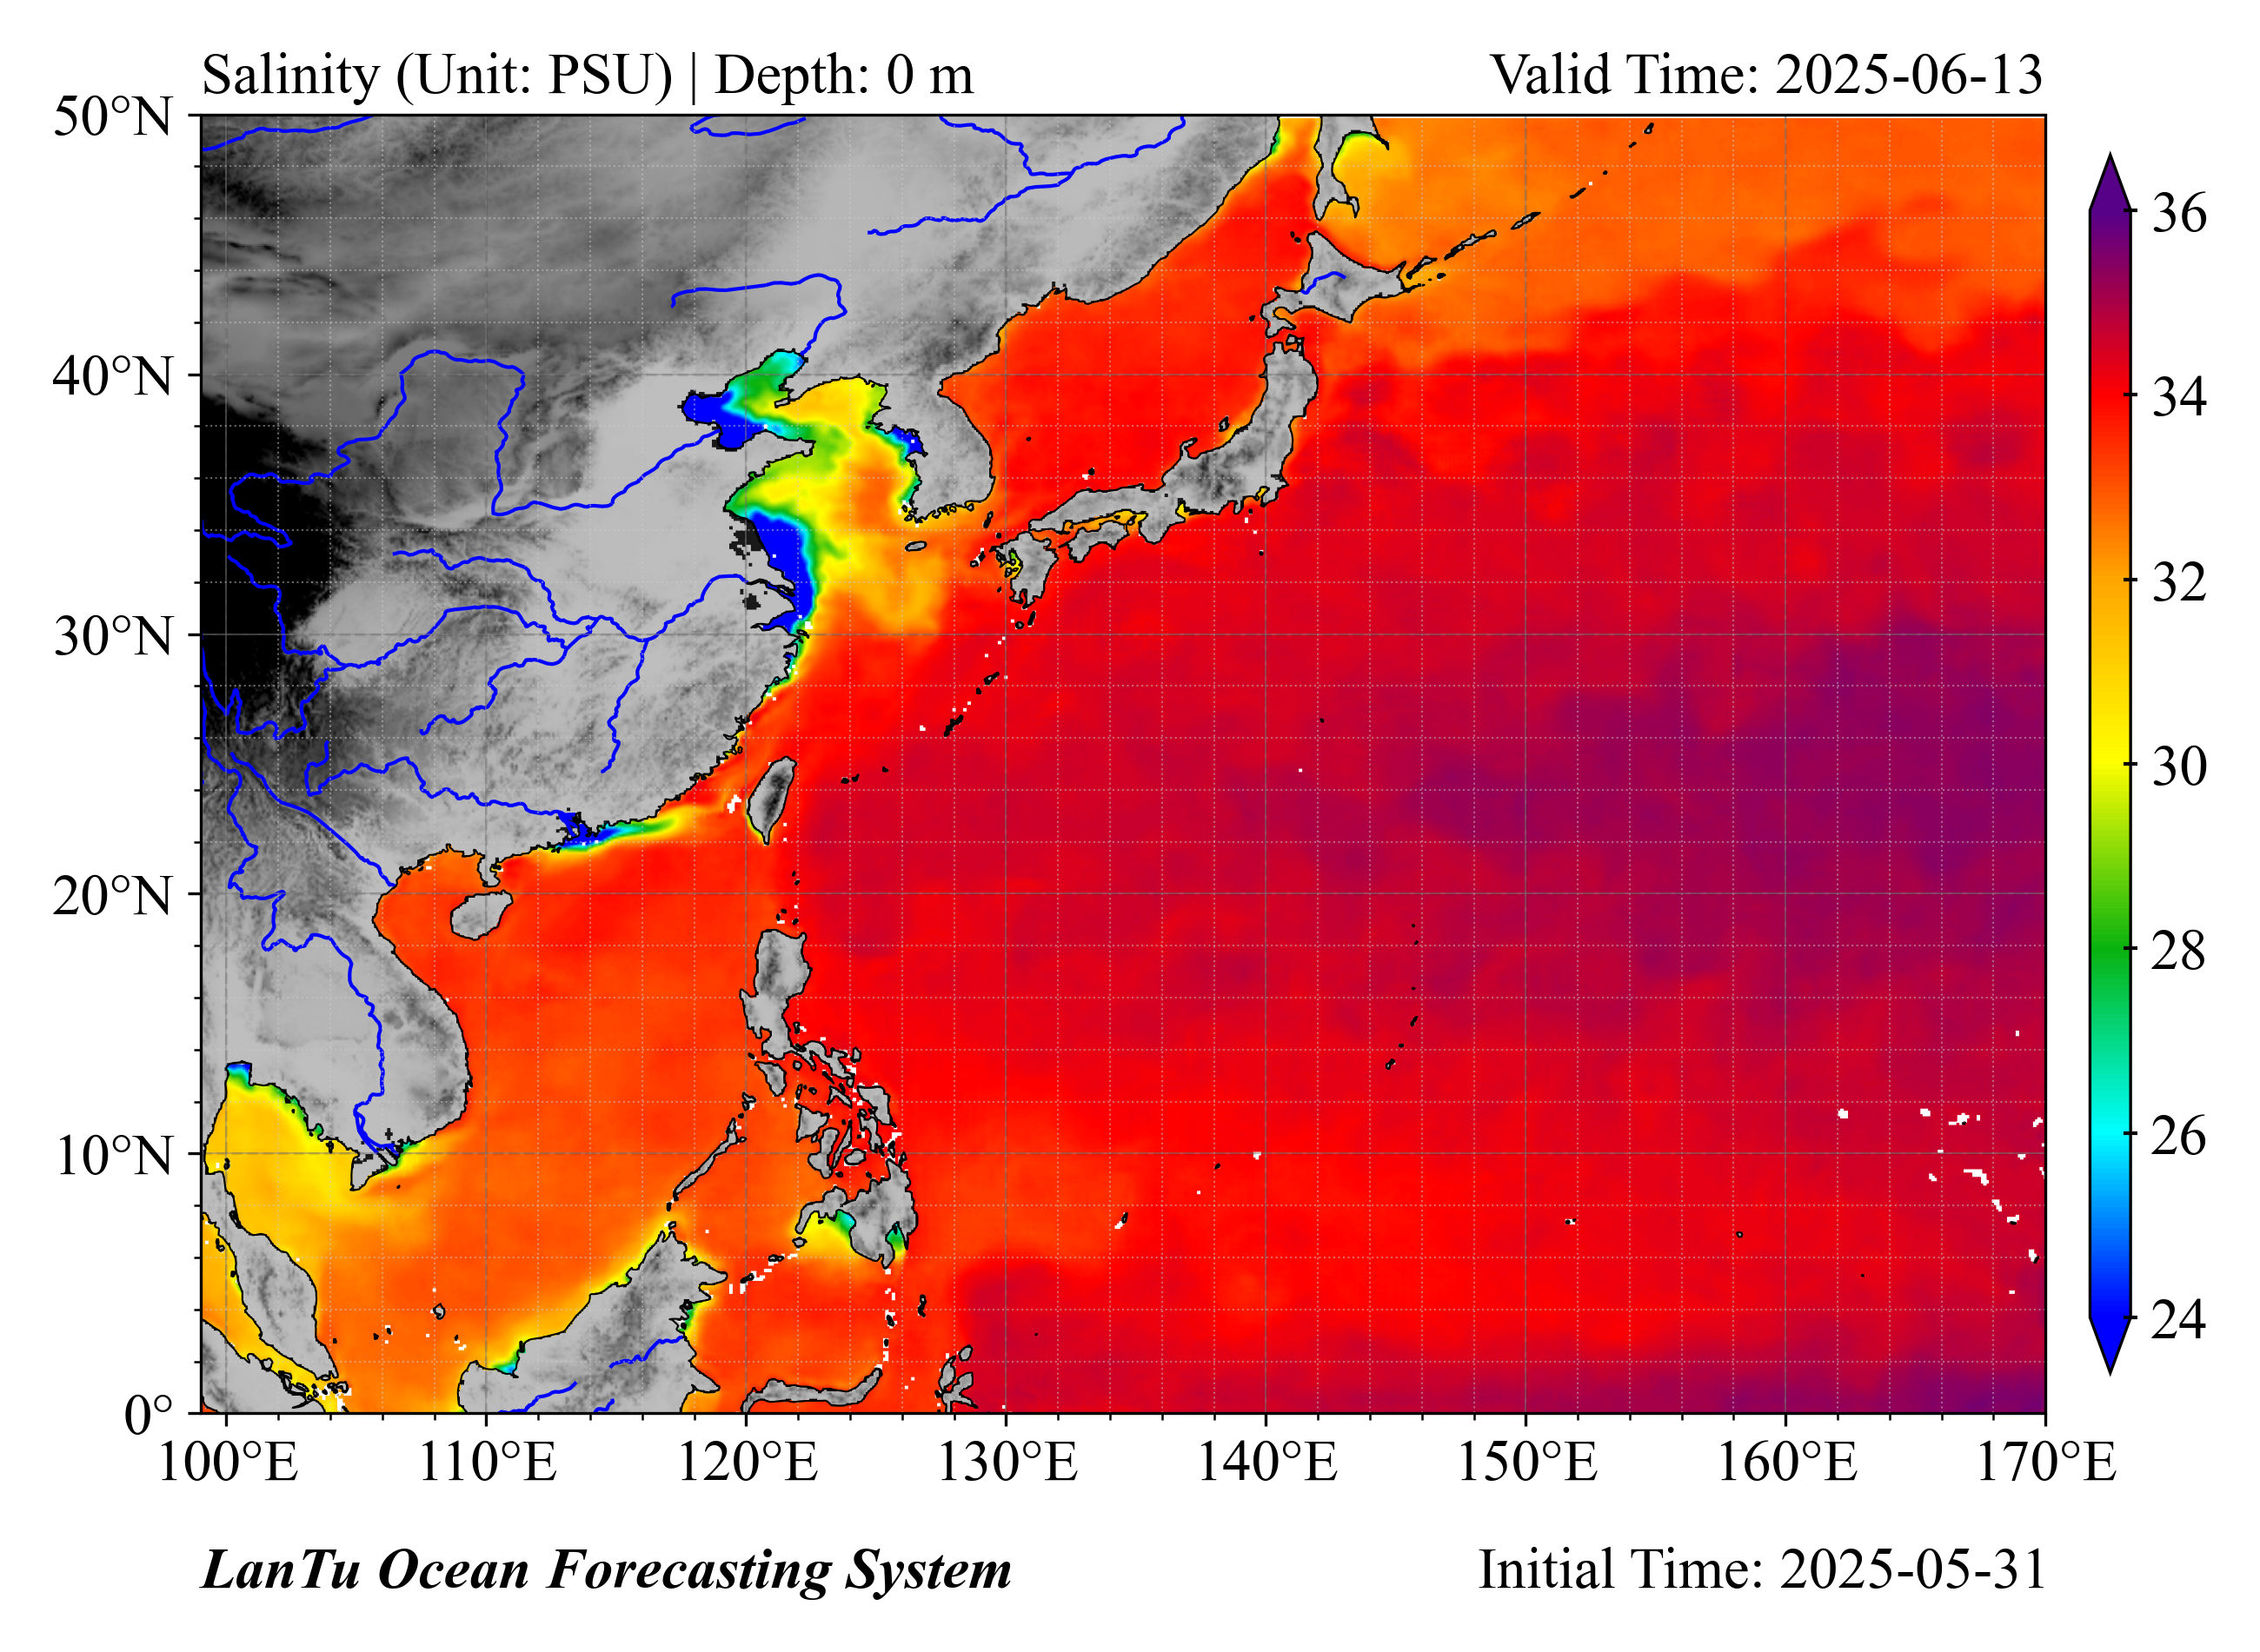 Salinity (Unit: PSU) | Depth: 0 m
Valid Time: 2025-06-13
50°N
40°N
30°N
20°N
10°N
0°
100°E
110°E
120°E
130°E
140°E
150°E
160°E
170°E
36
34
32
30
28
26
24
LanTu Ocean Forecasting System
Initial Time: 2025-05-31